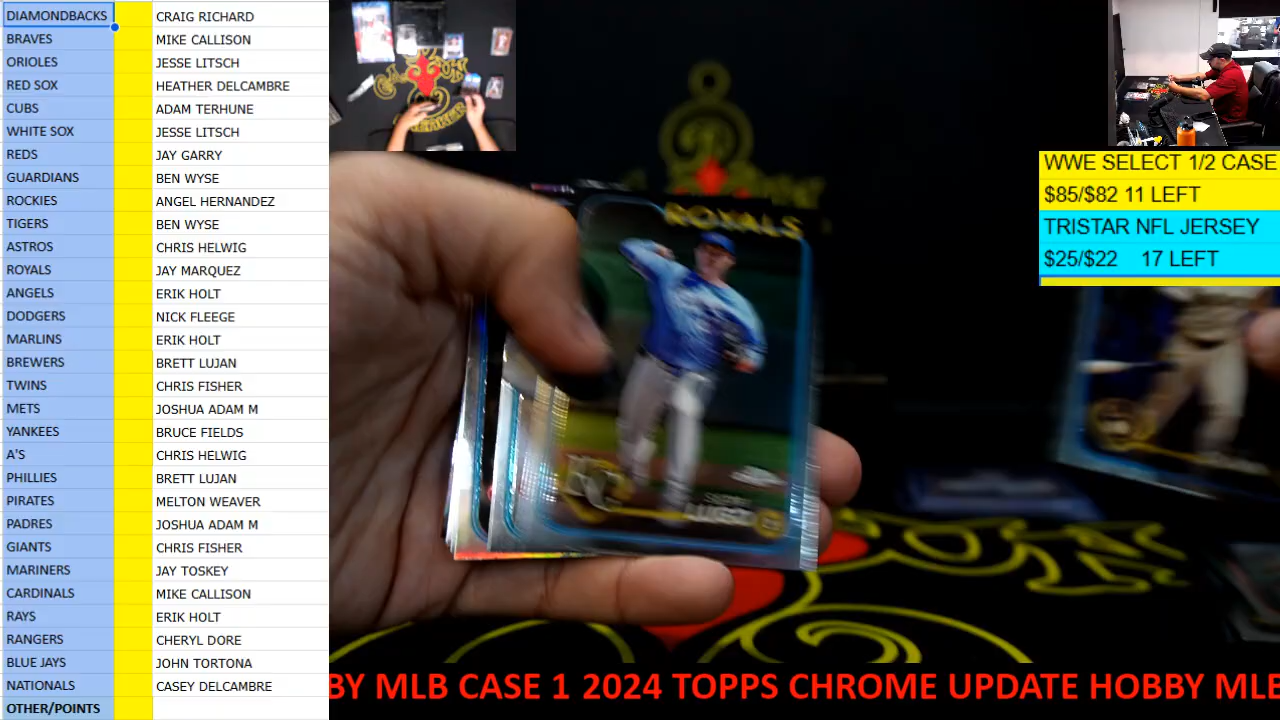 DIAMONDBACKS CRAIG RICHARD
BRAVES MIKE CALLISON
ORIOLES JESSE LITSCH
RED SOX HEATHER DELCAMBRE
CUBS ADAM TERHUNE
WHITE SOX JESSE LITSCH
REDS JAY GARRY
GUARDIANS BEN WYSE
ROCKIES ANGEL HERNANDEZ
TIGERS BEN WYSE
ASTROS CHRIS HELWIG
ROYALS JAY MARQUEZ
ANGELS ERIK HOLT
DODGERS NICK FLEEGE
MARLINS ERIK HOLT
BREWERS BRETT LUJAN
TWINS CHRIS FISHER
METS JOSHUA ADAM M
YANKEES BRUCE FIELDS
A'S CHRIS HELWIG
PHILLIES BRETT LUJAN
PIRATES MELTON WEAVER
PADRES JOSHUA ADAM M
GIANTS CHRIS FISHER
MARINERS JAY TOSKEY
CARDINALS MIKE CALLISON
RAYS ERIK HOLT
RANGERS CHERYL DORE
BLUE JAYS JOHN TORTONA
NATIONALS CASEY DELCAMBRE
OTHER/POINTS
WWE SELECT 1/2 CASE
$85/$82 11 LEFT
TRISTAR NFL JERSEY
$25/$22 17 LEFT
ROYALS
LUGO
BY MLB CASE 1 2024 TOPPS CHROME UPDATE HOBBY MLB